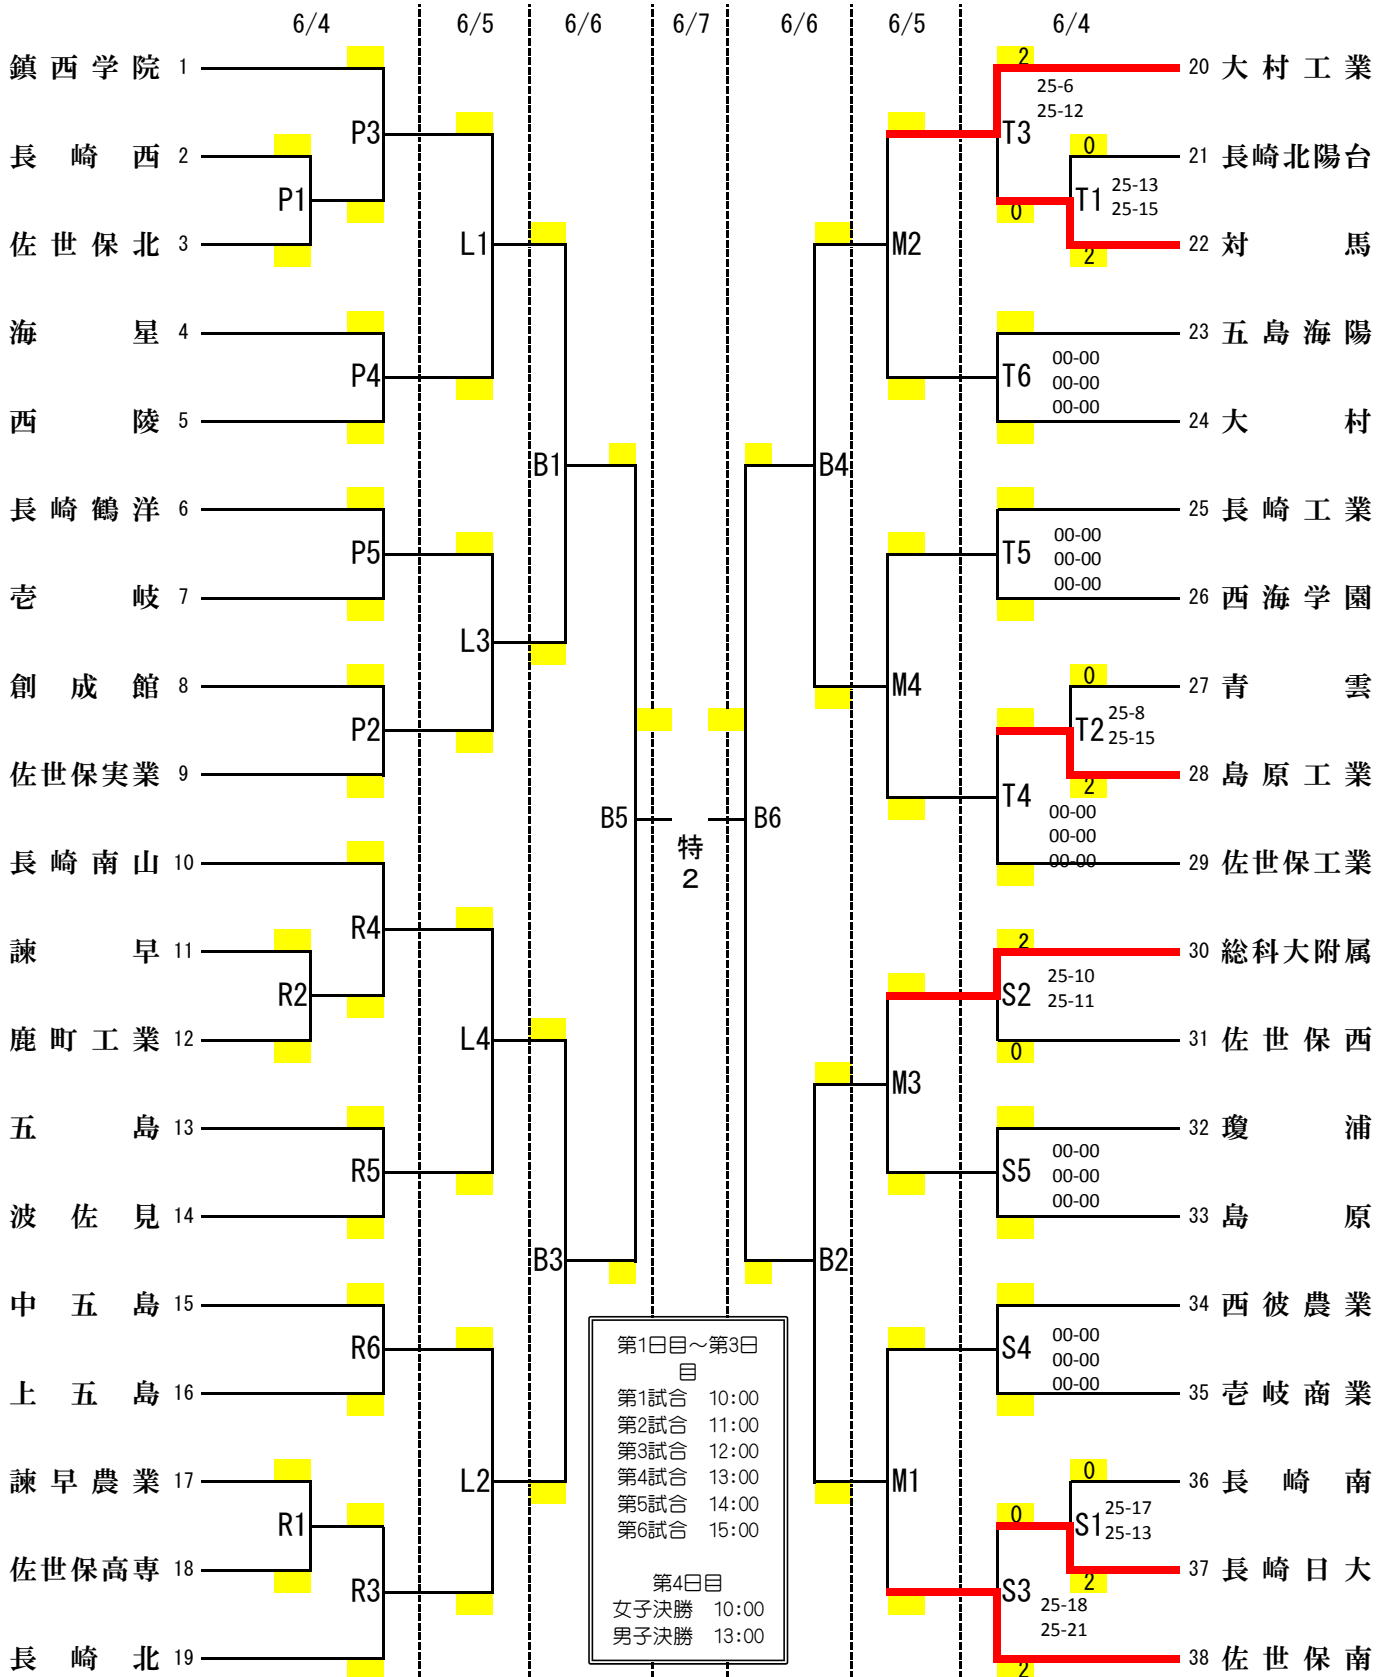 6/4 6/5 6/6 6/7 6/6 6/5 6/4
鎮西学院 1
長崎西 2
佐世保北 3
海星 4
西陵 5
長崎鶴洋 6
壱岐 7
創成館 8
佐世保実業 9
長崎南山 10
諫早 11
鹿町工業 12
五島 13
波佐見 14
中五島 15
上五島 16
諫早農業 17
佐世保高専 18
長崎北 19
P3
P1
P4
P5
P2
R4
R2
R5
R6
R1
R3
L1
L3
L4
L2
B1
B3
B5
特
2
B6
B4
B2
M2
M4
M3
M1
2
20 大村工業
25-6
25-12
T3
0
21 長崎北陽台
T1
25-13
25-15
0
22 対馬
2
23 五島海陽
T6
00-00
00-00
00-00
24 大村
25 長崎工業
T5
00-00
00-00
00-00
26 西海学園
0
27 青雲
T2
25-8
25-15
28 島原工業
2
T4
00-00
00-00
00-00
29 佐世保工業
2
30 総科大附属
S2
25-10
25-11
31 佐世保西
0
32 瓊浦
S5
00-00
00-00
00-00
33 島原
34 西彼農業
S4
00-00
00-00
00-00
35 壱岐商業
0
36 長崎南
0
S1
25-17
25-13
37 長崎日大
2
S3
25-18
25-21
38 佐世保南
2
第1日目～第3日
目
第1試合 10:00
第2試合 11:00
第3試合 12:00
第4試合 13:00
第5試合 14:00
第6試合 15:00
第4日目
女子決勝 10:00
男子決勝 13:00